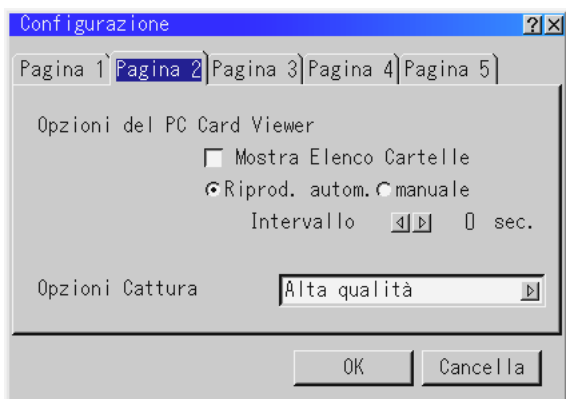 Configurazione ? ×
Pagina 1 Pagina 2 Pagina 3 Pagina 4 Pagina 5
Opzioni del PC Card Viewer
Mostra Elenco Cartelle
Riprod. autom. manuale
Intervallo 0 sec.
Opzioni Cattura Alta qualità
OK Cancella